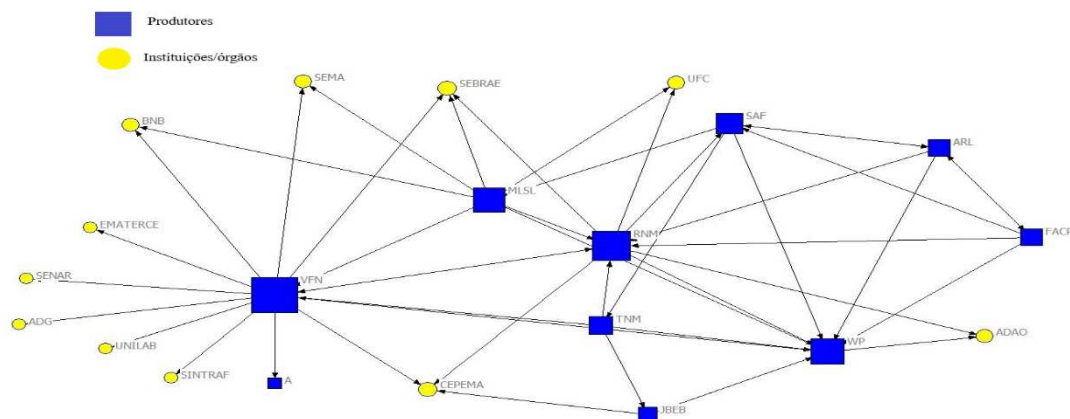 Produtores
Instituições/órgãos
SEMA
SEBRAE
UFC
BNB
SAF
ARL
MLSL
EMATERCE
RNM
FACP
SENAR
VFN
ADG
TNM
UNILAB
WP
ADAO
SINTRAF
A
CEPEMA
JBEB